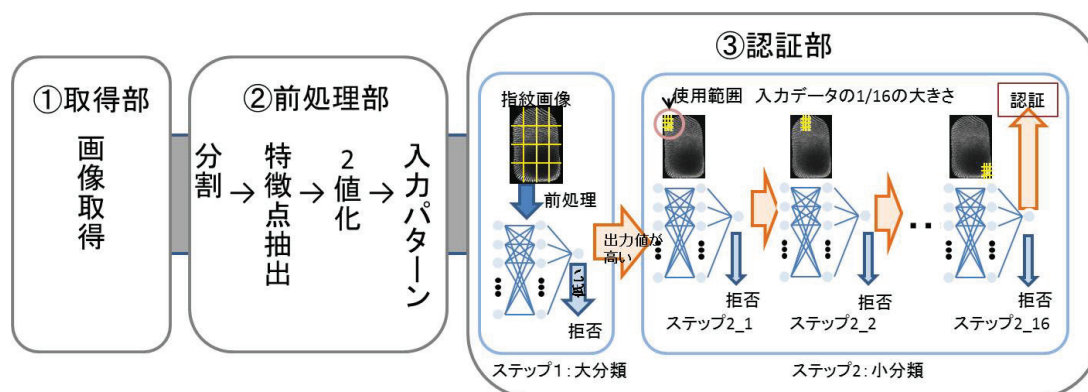 ①取得部
画像取得
②前処理部
分割
→
特徴点抽出
→
2値化
→
入力パターン
③認証部
指紋画像
前処理
低い
拒否
ステップ1:大分類
出力値が
高い
使用範囲 入力データの1/16の大きさ
認証
拒否
ステップ2_1
拒否
ステップ2_2
・・
拒否
ステップ2_16
ステップ2:小分類